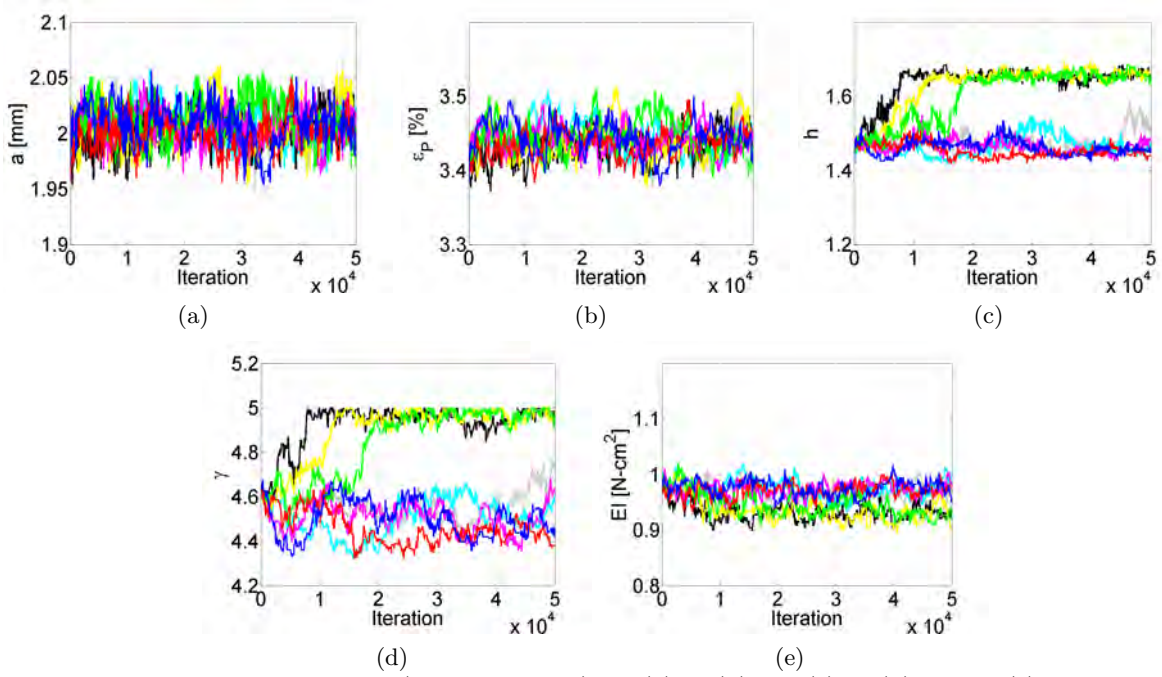 2.1
2.05
2
1.95
1.9
a [mm]
0 1 2 3 4 5
Iteration
x 10^4
(a)
3.5
3.4
3.3
ε_P [%]
0 1 2 3 4 5
Iteration
x 10^4
(b)
1.6
1.4
1.2
h
0 1 2 3 4 5
Iteration
x 10^4
(c)
5.2
5
4.8
4.6
4.4
4.2
γ
0 1 2 3 4 5
Iteration
x 10^4
(d)
1.1
1
0.9
0.8
EI [N-cm^2]
0 1 2 3 4 5
Iteration
x 10^4
(e)